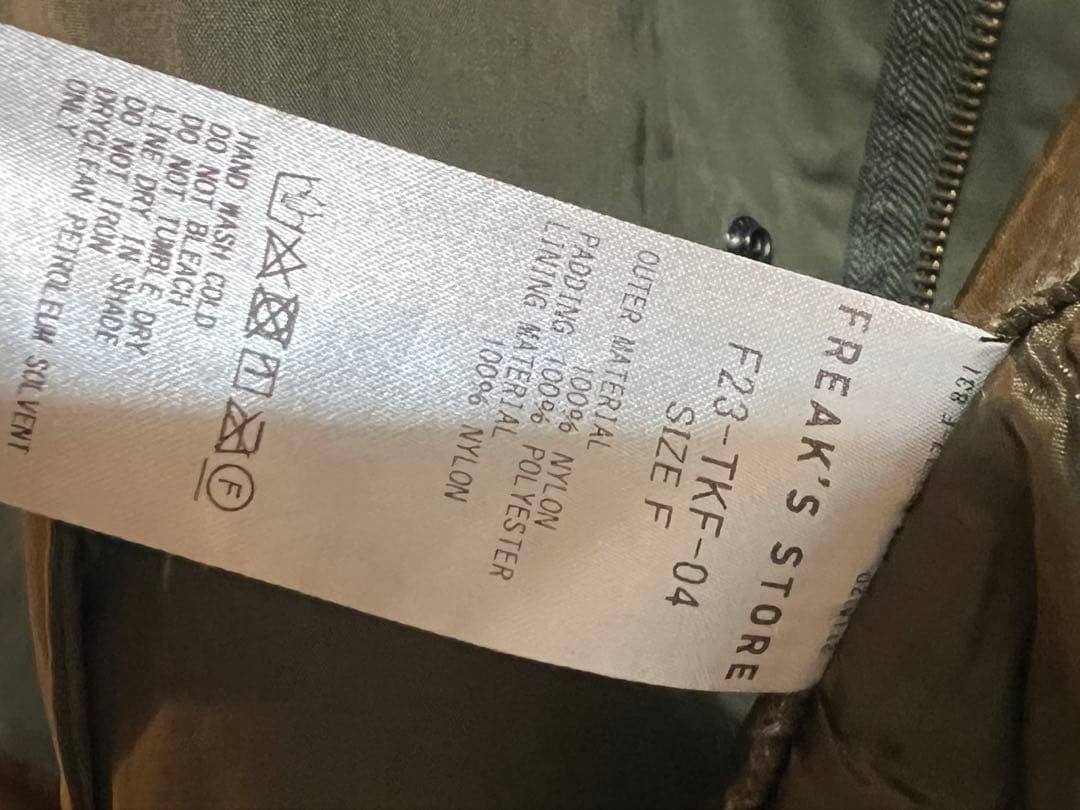 FREAK'S STORE
F23-TKF-04
SIZE F
OUTER MATERIAL
100% NYLON
PADDING 100% POLYESTER
LINING MATERIAL
100% NYLON
F
HAND WASH COLD
DO NOT BLEACH
DO NOT TUMBLE DRY
LINE DRY IN SHADE
DO NOT IRON
DRYCLEAN PETROLEUM SOLVENT
ONLY